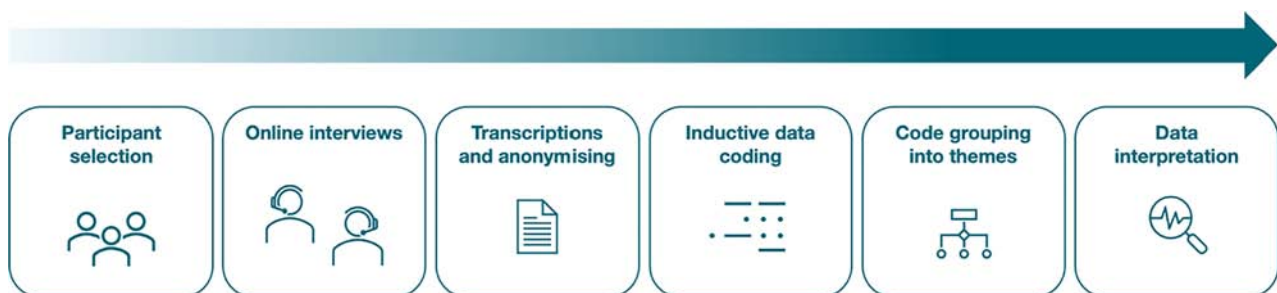 Participant
selection
Online interviews
Transcriptions
and anonymising
Inductive data
coding
Code grouping
into themes
Data
interpretation